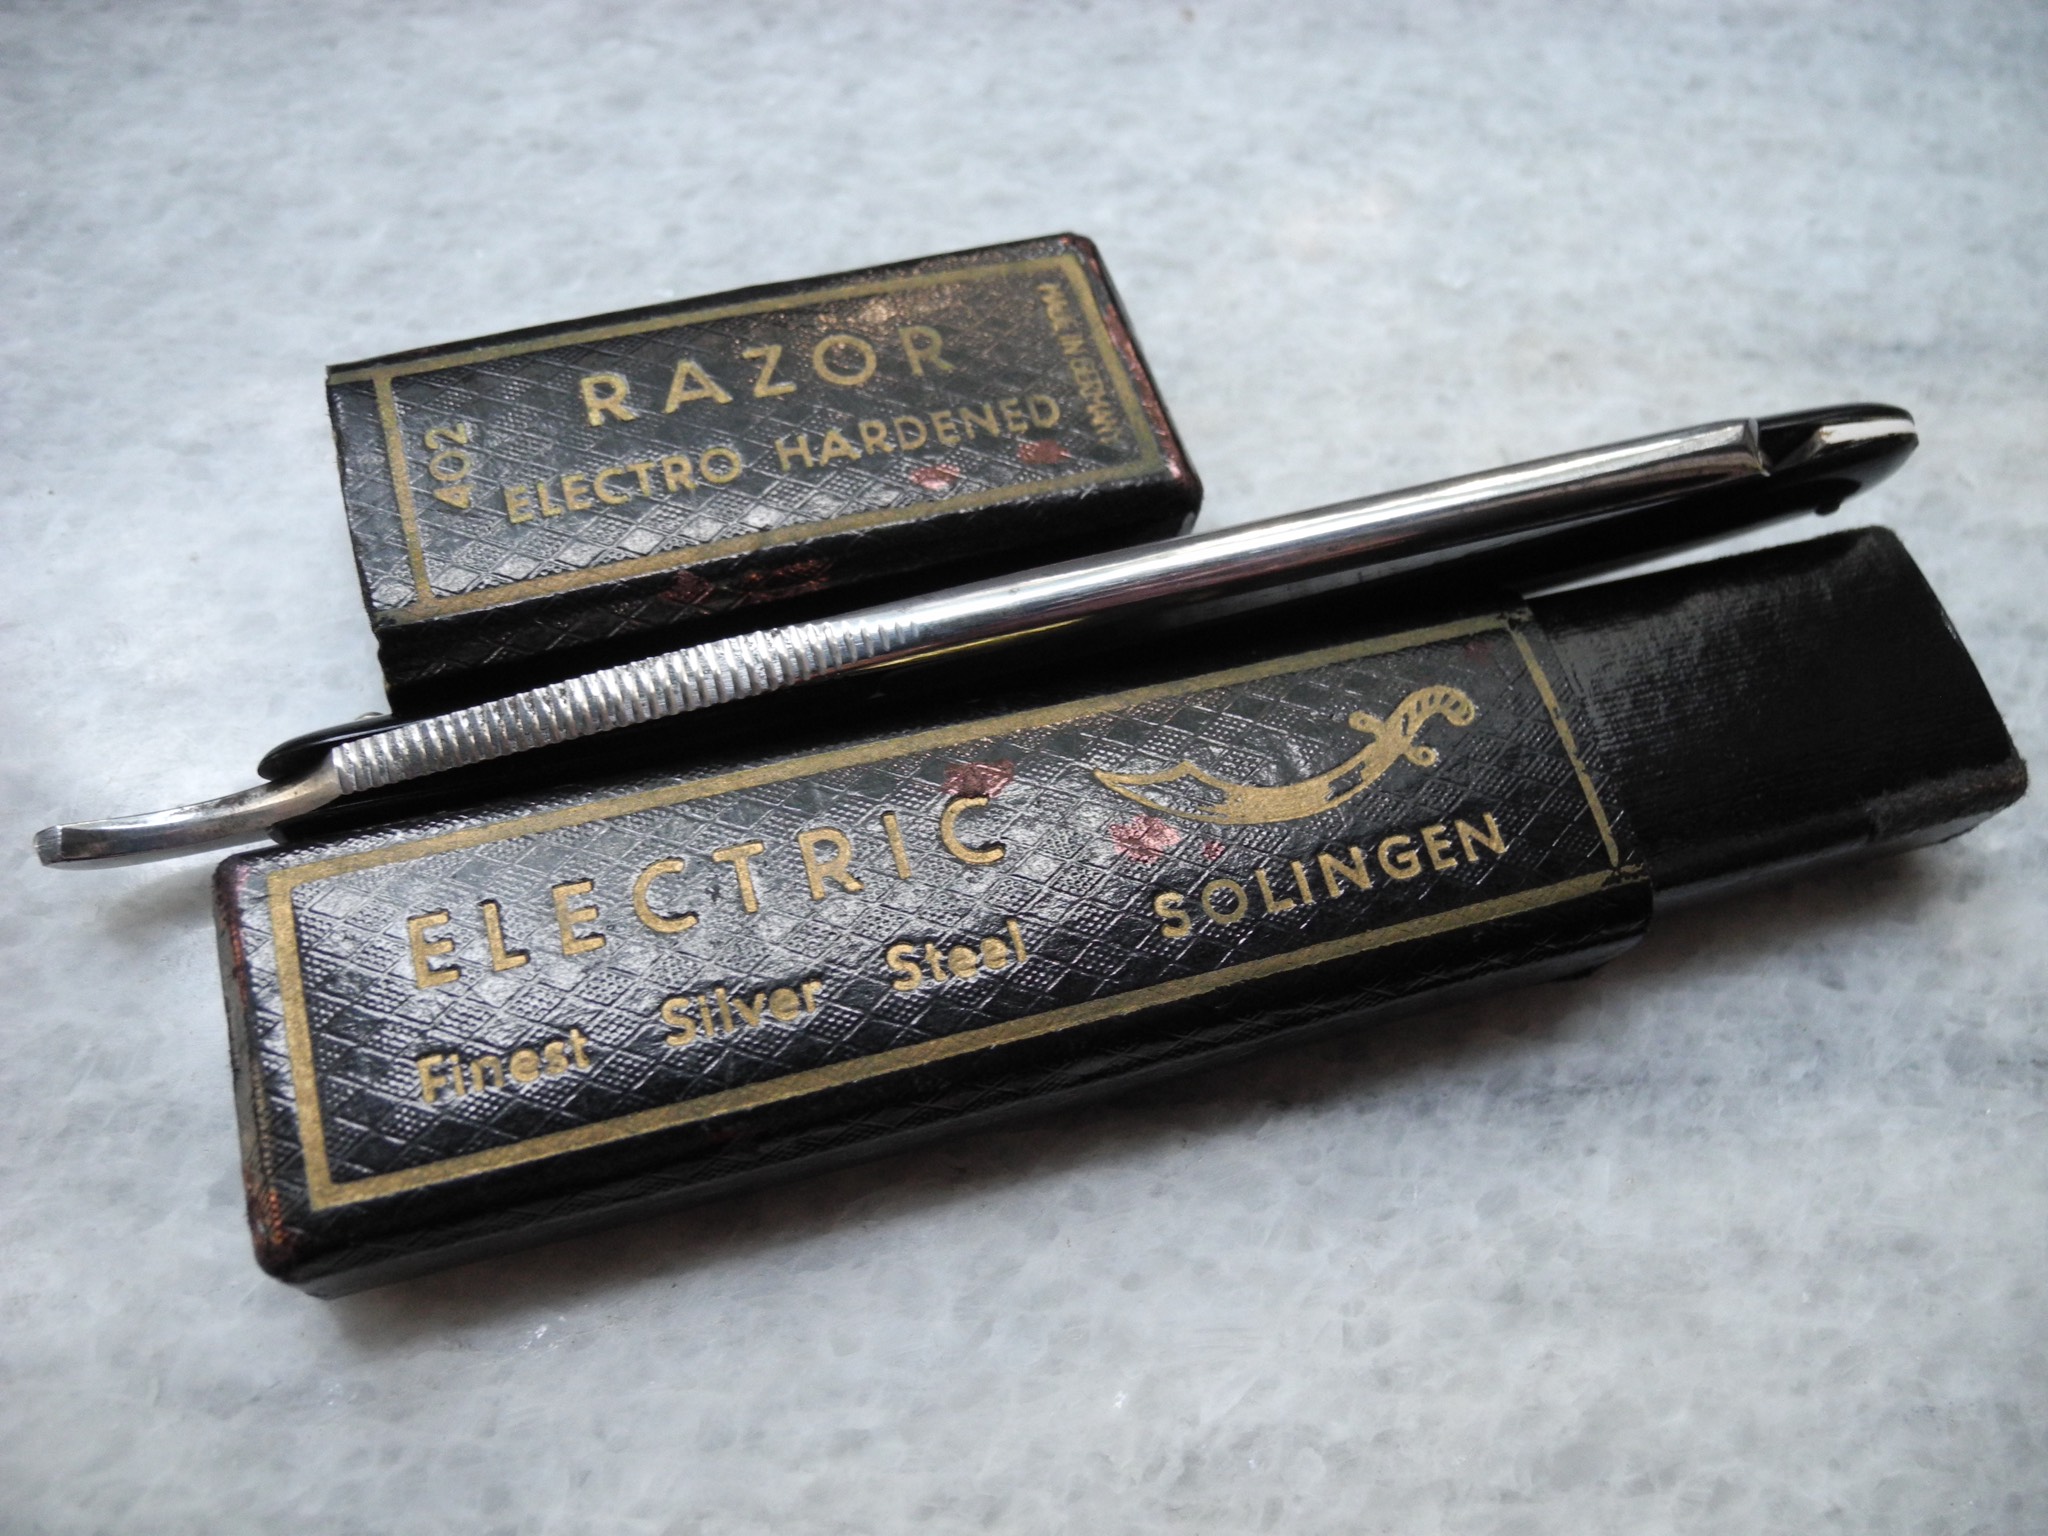 402
RAZOR
ELECTRO HARDENED
MADE IN GERMANY
ELECTRIC
Finest Silver Steel
SOLINGEN